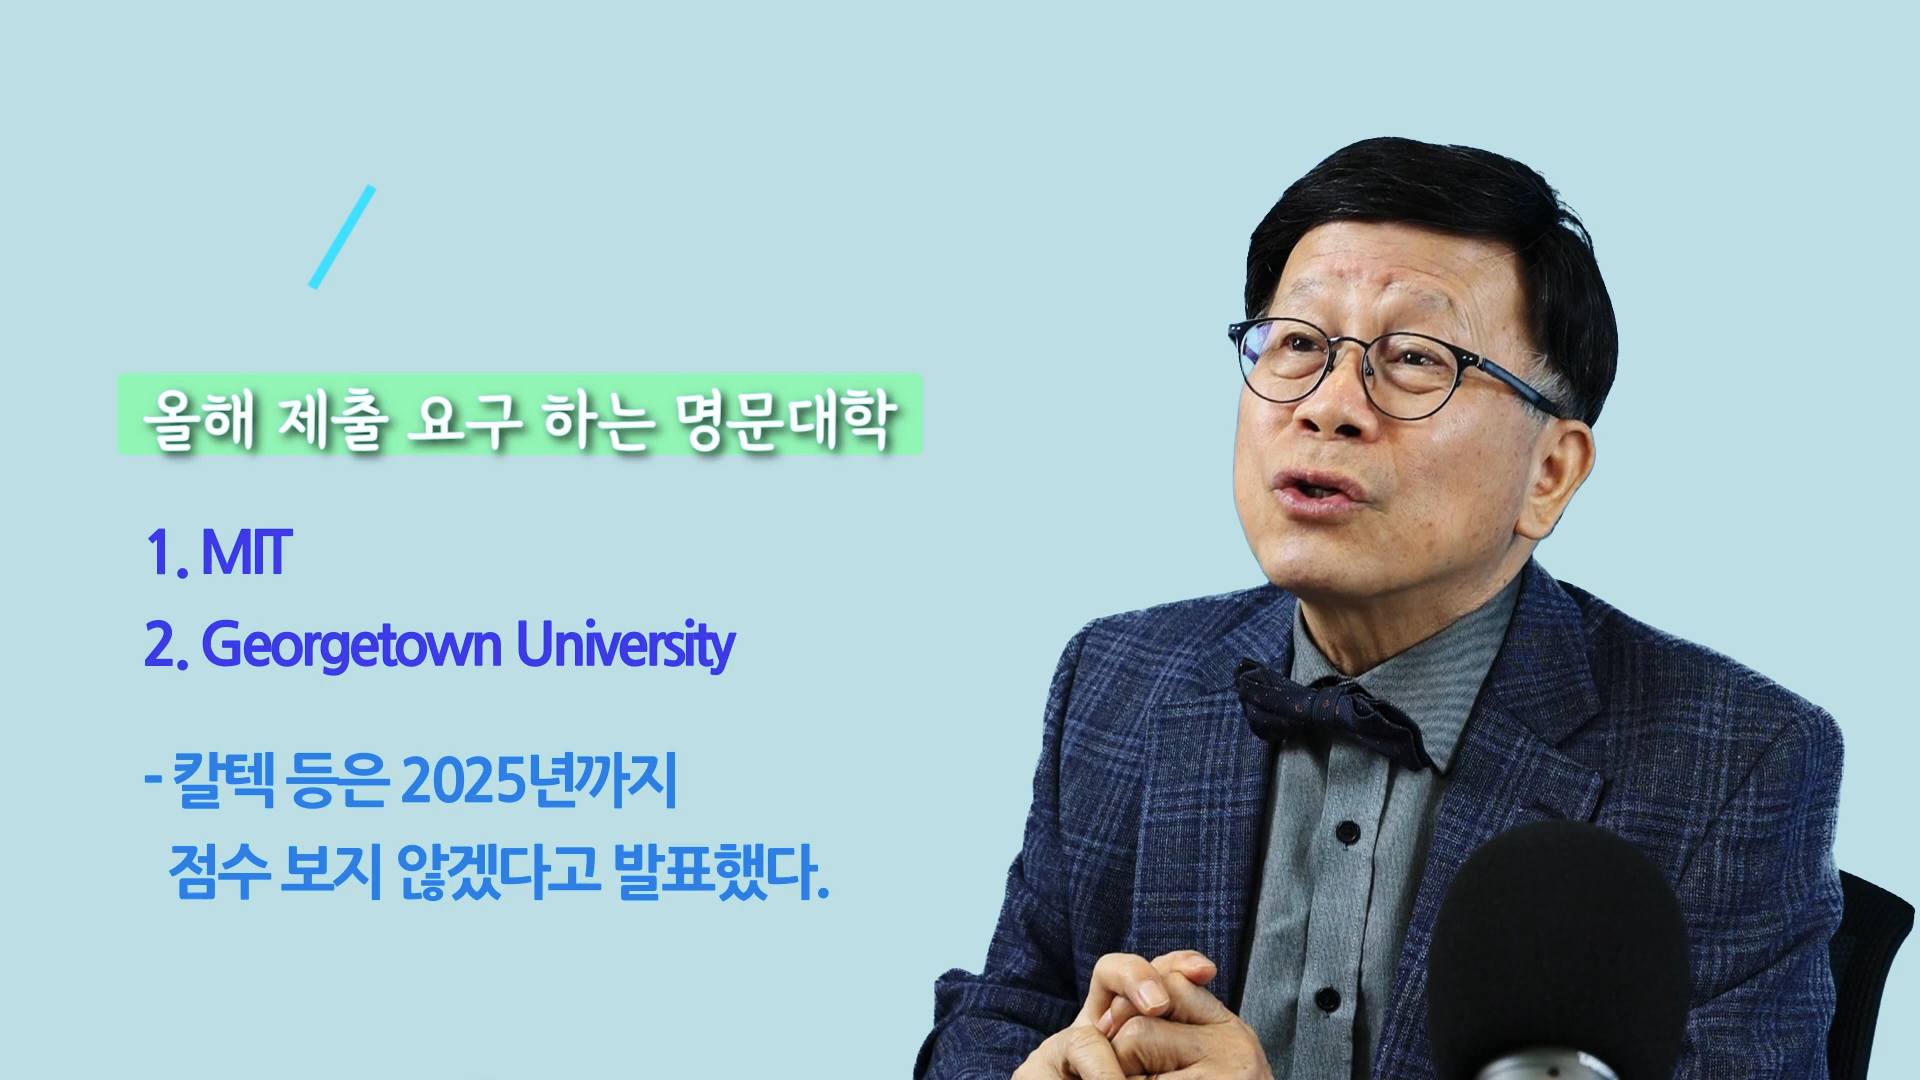 올해 제출 요구 하는 명문대학
1. MIT
2. Georgetown University
- 칼텍 등은 2025년까지
점수 보지 않겠다고 발표했다.